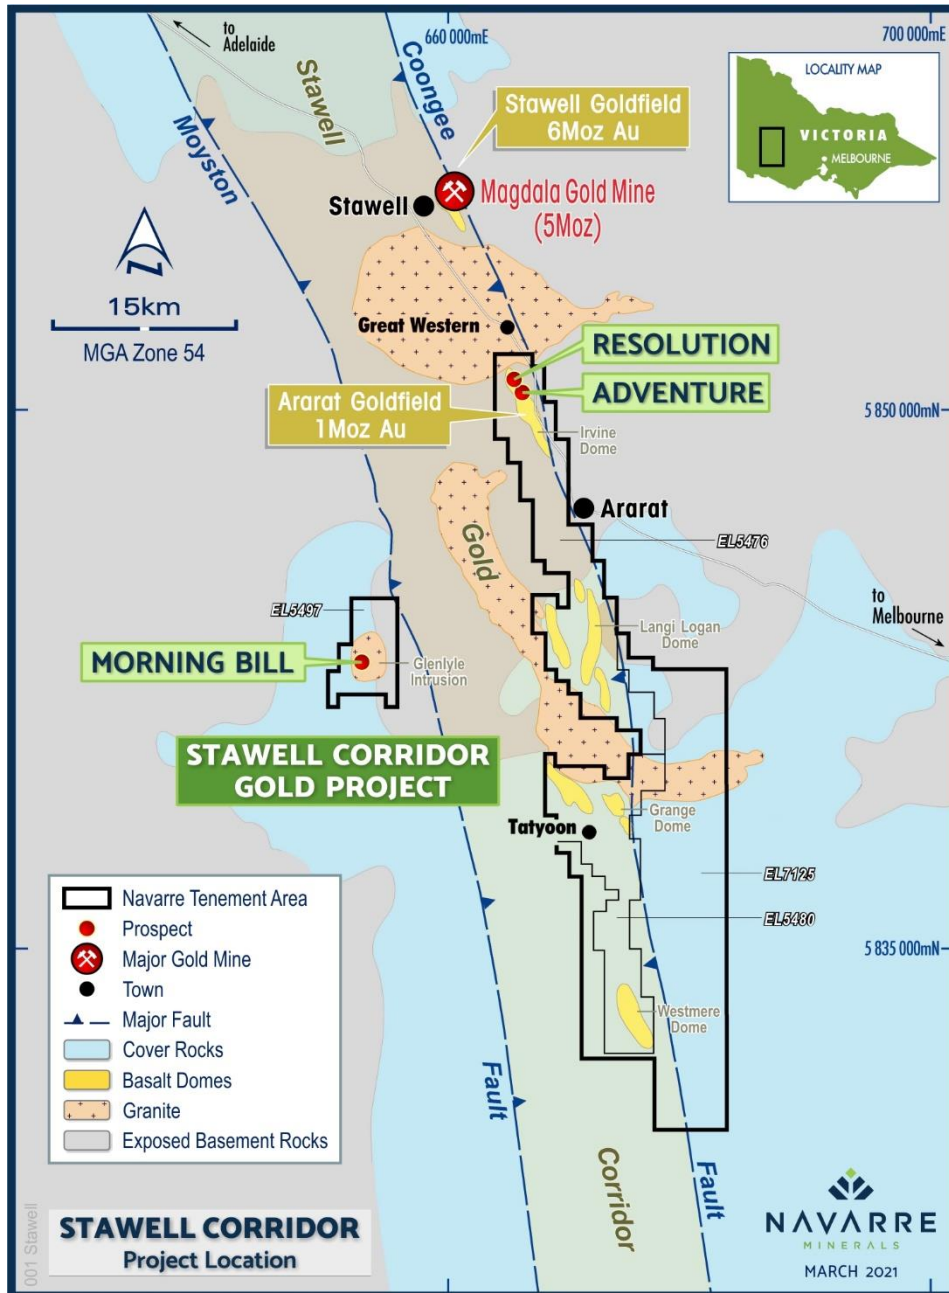 to
Adelaide
660 000mE
700 000mE
LOCALITY MAP
VICTORIA
MELBOURNE
Stawell
Coongee
Moyston
Stawell Goldfield
6Moz Au
Stawell
Magdala Gold Mine
(5Moz)
N
15km
MGA Zone 54
Great Western
RESOLUTION
ADVENTURE
5 850 000mN
Ararat Goldfield
1Moz Au
Irvine
Dome
Ararat
Gold
EL5476
to
Melbourne
EL5497
Langi Logan
Dome
MORNING BILL
Glenlyle
Intrusion
STAWELL CORRIDOR
GOLD PROJECT
Grange
Dome
Tatyoon
EL7125
EL5480
5 835 000mN
Westmere
Dome
Navarre Tenement Area
Prospect
Major Gold Mine
Town
Major Fault
Cover Rocks
Basalt Domes
Granite
Exposed Basement Rocks
Fault
Fault
Corridor
001 Stawell
STAWELL CORRIDOR
Project Location
NAVARRE
MINERALS
MARCH 2021